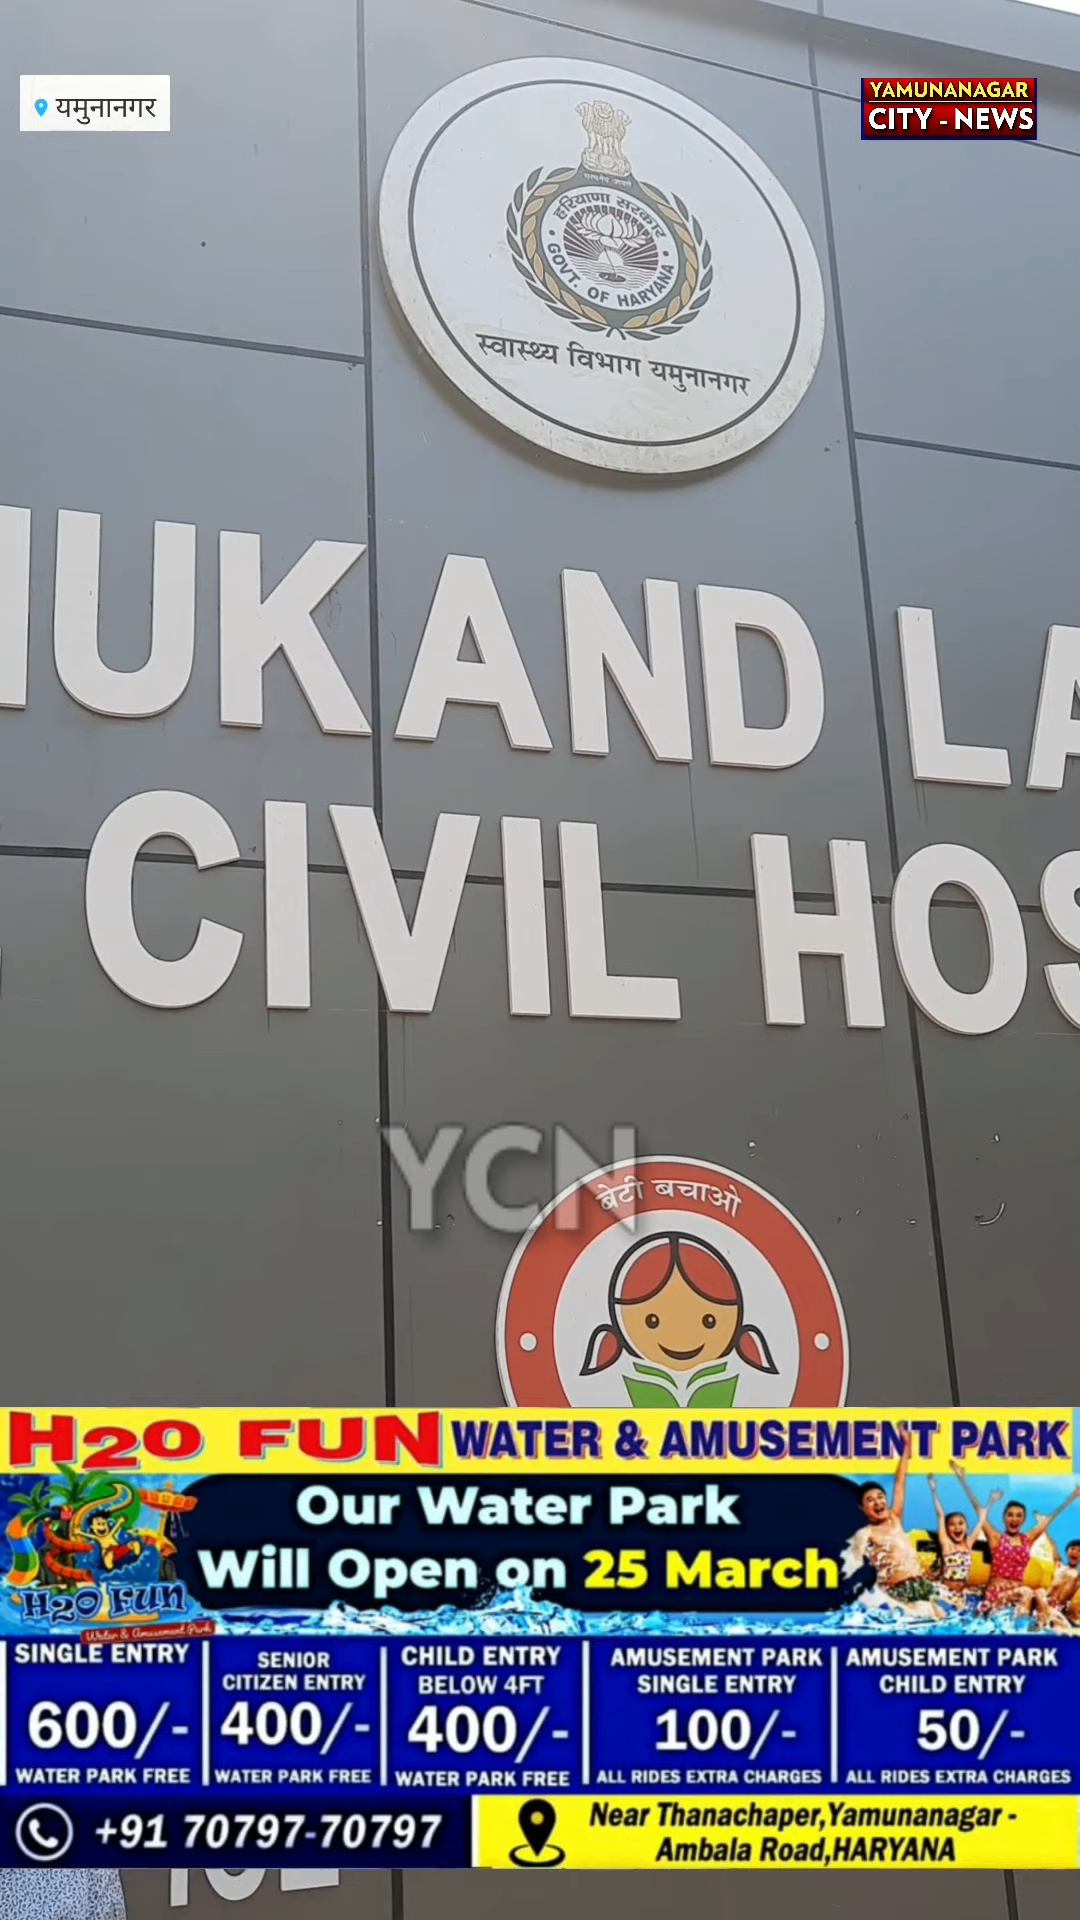 यमुनानगर
YAMUNANAGAR
CITY - NEWS
सत्यमेव जयते
हरियाणा सरकार
GOVT. OF HARYANA
स्वास्थ्य विभाग यमुनानगर
MUKAND LA
CIVIL HOS
YCN
बेटी बचाओ
H2O FUN WATER & AMUSEMENT PARK
Our Water Park
Will Open on 25 March
H2O FUN
Water & Amusement Park
SINGLE ENTRY
600/-
WATER PARK FREE
SENIOR
CITIZEN ENTRY
400/-
WATER PARK FREE
CHILD ENTRY
BELOW 4FT
400/-
WATER PARK FREE
AMUSEMENT PARK
SINGLE ENTRY
100/-
ALL RIDES EXTRA CHARGES
AMUSEMENT PARK
CHILD ENTRY
50/-
ALL RIDES EXTRA CHARGES
+91 70797-70797
Near Thanachaper,Yamunanagar -
Ambala Road,HARYANA